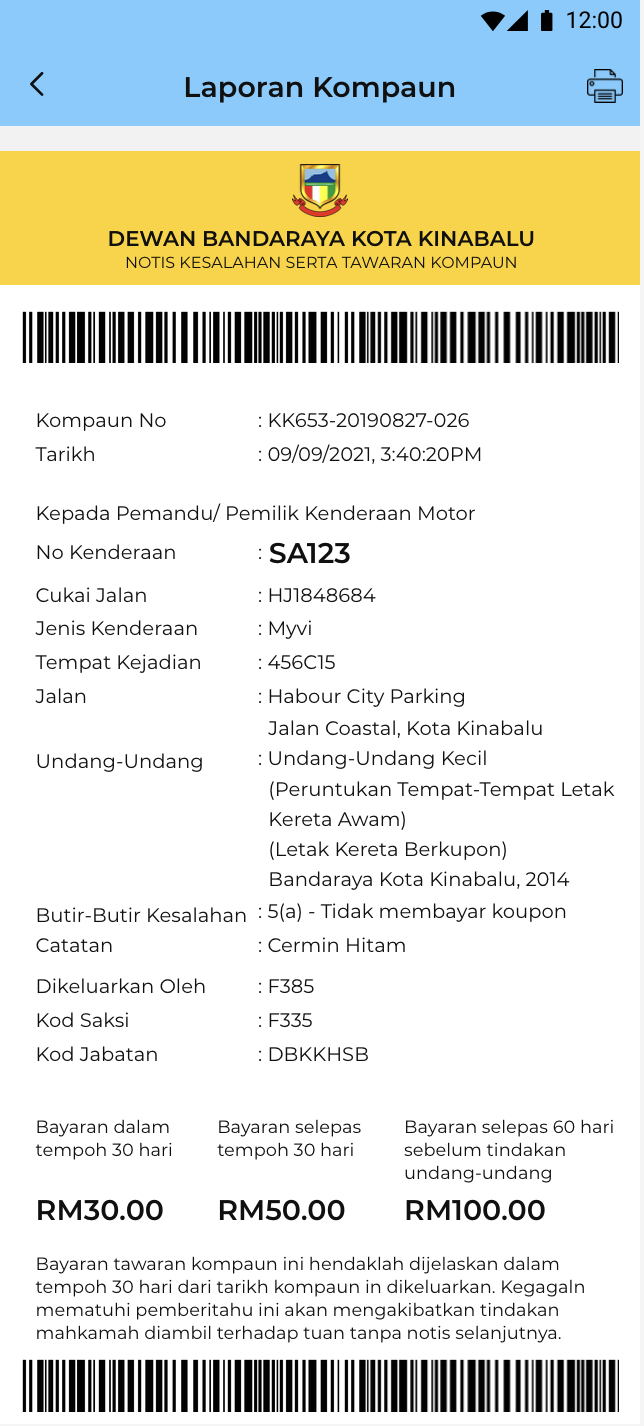 12:00
Laporan Kompaun
DEWAN BANDARAYA KOTA KINABALU
NOTIS KESALAHAN SERTA TAWARAN KOMPAUN
Kompaun No : KK653-20190827-026
Tarikh : 09/09/2021, 3:40:20PM
Kepada Pemandu/ Pemilik Kenderaan Motor
No Kenderaan : SA123
Cukai Jalan : HJ1848684
Jenis Kenderaan : Myvi
Tempat Kejadian : 456C15
Jalan : Habour City Parking
Jalan Coastal, Kota Kinabalu
Undang-Undang : Undang-Undang Kecil
(Peruntukan Tempat-Tempat Letak
Kereta Awam)
(Letak Kereta Berkupon)
Bandaraya Kota Kinabalu, 2014
Butir-Butir Kesalahan : 5(a) - Tidak membayar koupon
Catatan : Cermin Hitam
Dikeluarkan Oleh : F385
Kod Saksi : F335
Kod Jabatan : DBKKHSB
Bayaran dalam
tempoh 30 hari
RM30.00
Bayaran selepas
tempoh 30 hari
RM50.00
Bayaran selepas 60 hari
sebelum tindakan
undang-undang
RM100.00
Bayaran tawaran kompaun ini hendaklah dijelaskan dalam
tempoh 30 hari dari tarikh kompaun in dikeluarkan. Kegagaln
mematuhi pemberitahu ini akan mengakibatkan tindakan
mahkamah diambil terhadap tuan tanpa notis selanjutnya.